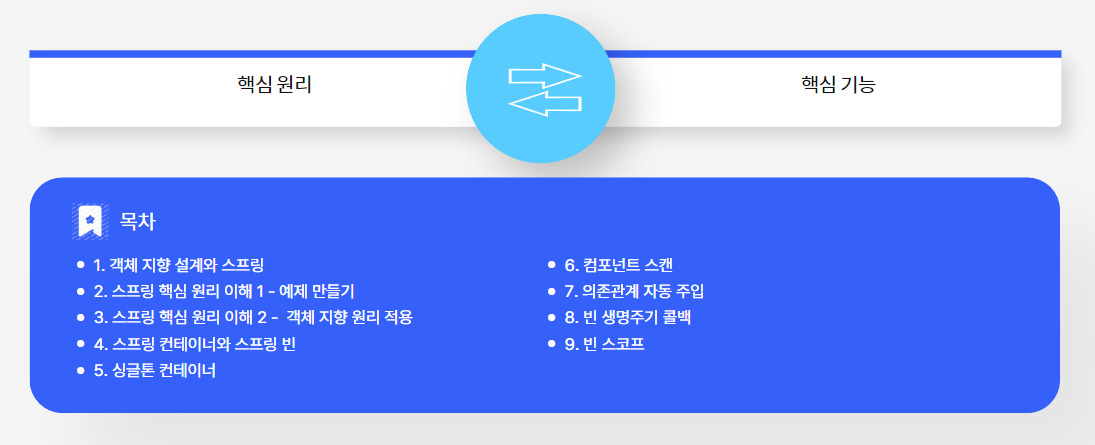 핵심 원리
핵심 기능
목차
1. 객체 지향 설계와 스프링
2. 스프링 핵심 원리 이해 1 - 예제 만들기
3. 스프링 핵심 원리 이해 2 -  객체 지향 원리 적용
4. 스프링 컨테이너와 스프링 빈
5. 싱글톤 컨테이너
6. 컴포넌트 스캔
7. 의존관계 자동 주입
8. 빈 생명주기 콜백
9. 빈 스코프